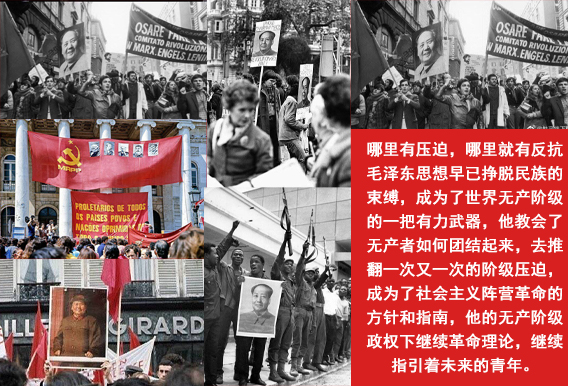 OSARE
COMITATO RIVOLUZION
W MARX. ENGELS.
OSARE
COMITATO RIVOLUZION
W MARX. ENGELS. LENIN
MRPP
PROLETARIOS DE TODOS
OS PAISES POVOS E
GIRARD
哪里有压迫，哪里就有反抗
毛泽东思想早已挣脱民族的
束缚，成为了世界无产阶级
的一把有力武器，他教会了
无产者如何团结起来，去推
翻一次又一次的阶级压迫，
成为了社会主义阵营革命的
方针和指南，他的无产阶级
政权下继续革命理论，继续
指引着未来的青年。